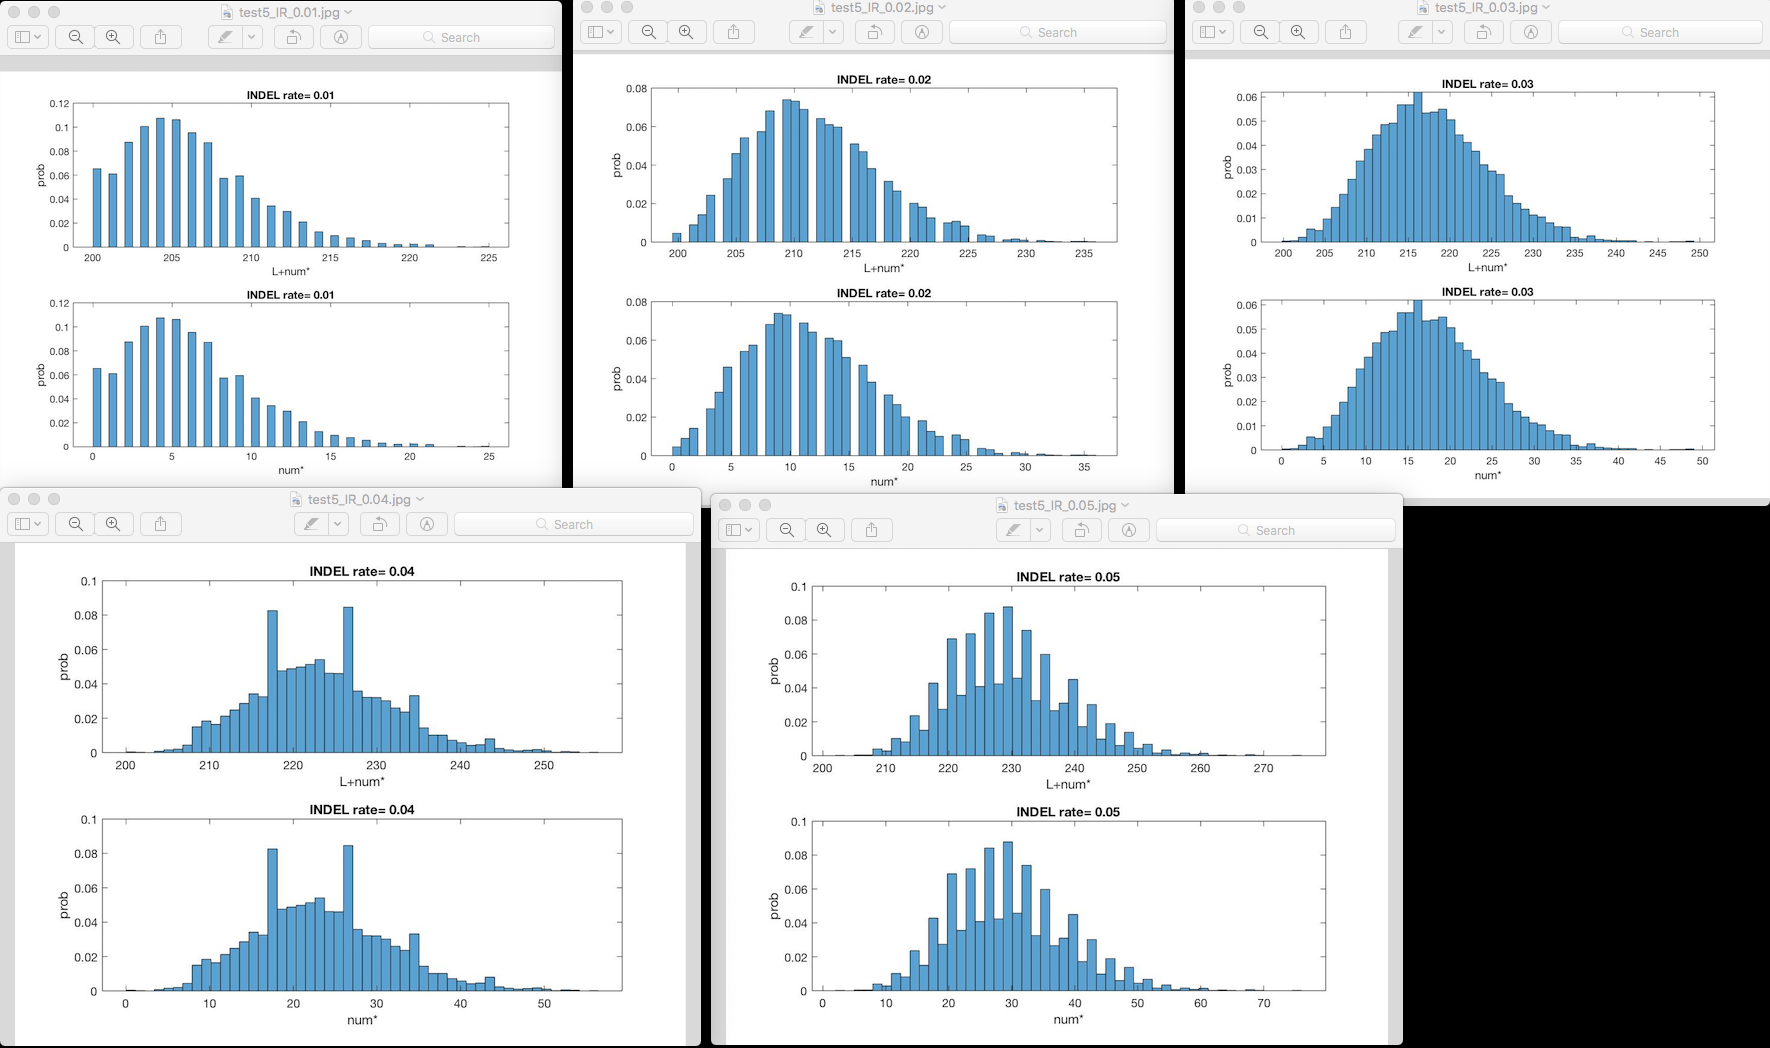 test5_IR_0.01.jpg
Search
INDEL rate= 0.01
0.12
0.1
0.08
0.06
0.04
0.02
0
prob
200 205 210 215 220 225
L+num*
INDEL rate= 0.01
0.12
0.1
0.08
0.06
0.04
0.02
0
prob
0 5 10 15 20 25
num*
test5_IR_0.02.jpg
Search
INDEL rate= 0.02
0.08
0.06
0.04
0.02
0
prob
200 205 210 215 220 225 230 235
L+num*
INDEL rate= 0.02
0.08
0.06
0.04
0.02
0
prob
0 5 10 15 20 25 30 35
num*
test5_IR_0.03.jpg
Search
INDEL rate= 0.03
0.06
0.05
0.04
0.03
0.02
0.01
0
prob
200 205 210 215 220 225 230 235 240 245 250
L+num*
INDEL rate= 0.03
0.06
0.05
0.04
0.03
0.02
0.01
0
prob
0 5 10 15 20 25 30 35 40 45 50
num*
test5_IR_0.04.jpg
Search
INDEL rate= 0.04
0.1
0.08
0.06
0.04
0.02
0
prob
200 210 220 230 240 250
L+num*
INDEL rate= 0.04
0.1
0.08
0.06
0.04
0.02
0
prob
0 10 20 30 40 50
num*
test5_IR_0.05.jpg
Search
INDEL rate= 0.05
0.1
0.08
0.06
0.04
0.02
0
prob
200 210 220 230 240 250 260 270
L+num*
INDEL rate= 0.05
0.1
0.08
0.06
0.04
0.02
0
prob
0 10 20 30 40 50 60 70
num*